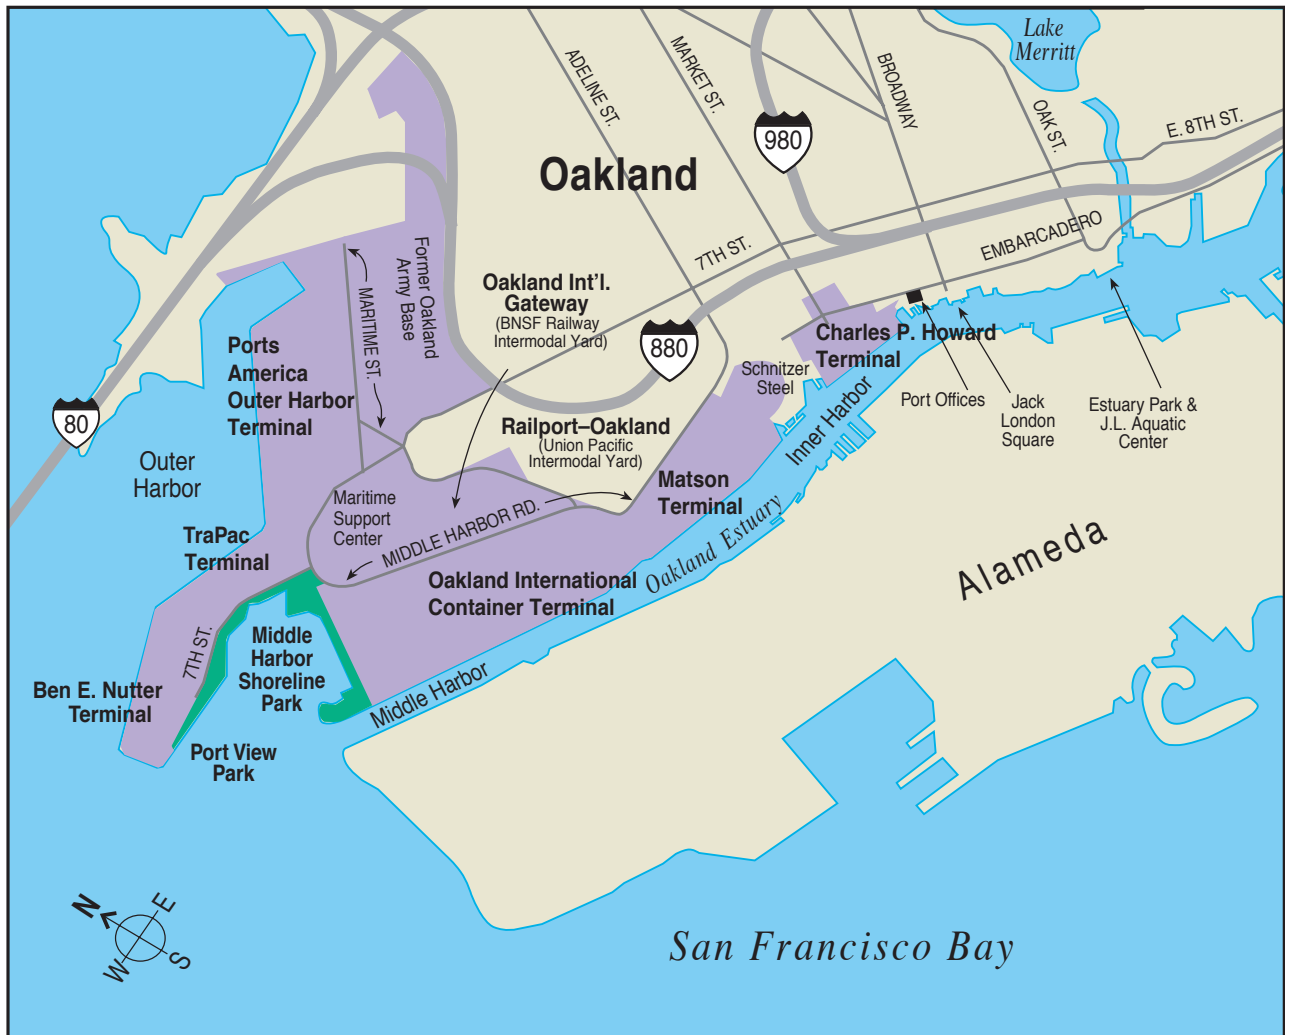 Lake
Merritt
ADELINE ST.
MARKET ST.
BROADWAY
OAK ST.
E. 8TH ST.
980
Oakland
7TH ST.
EMBARCADERO
Former Oakland
Army Base
MARITIME ST.
Oakland Int'l.
Gateway
(BNSF Railway
Intermodal Yard)
880
Charles P. Howard
Terminal
Ports
America
Outer Harbor
Terminal
Schnitzer
Steel
80
Port Offices
Jack
London
Square
Estuary Park &
J.L. Aquatic
Center
Inner Harbor
Railport–Oakland
(Union Pacific
Intermodal Yard)
Outer
Harbor
Matson
Terminal
Maritime
Support
Center
MIDDLE HARBOR RD.
TraPac
Terminal
Oakland Estuary
Alameda
Oakland International
Container Terminal
7TH ST.
Middle
Harbor
Shoreline
Park
Middle Harbor
Ben E. Nutter
Terminal
Port View
Park
N
E
S
W
San Francisco Bay